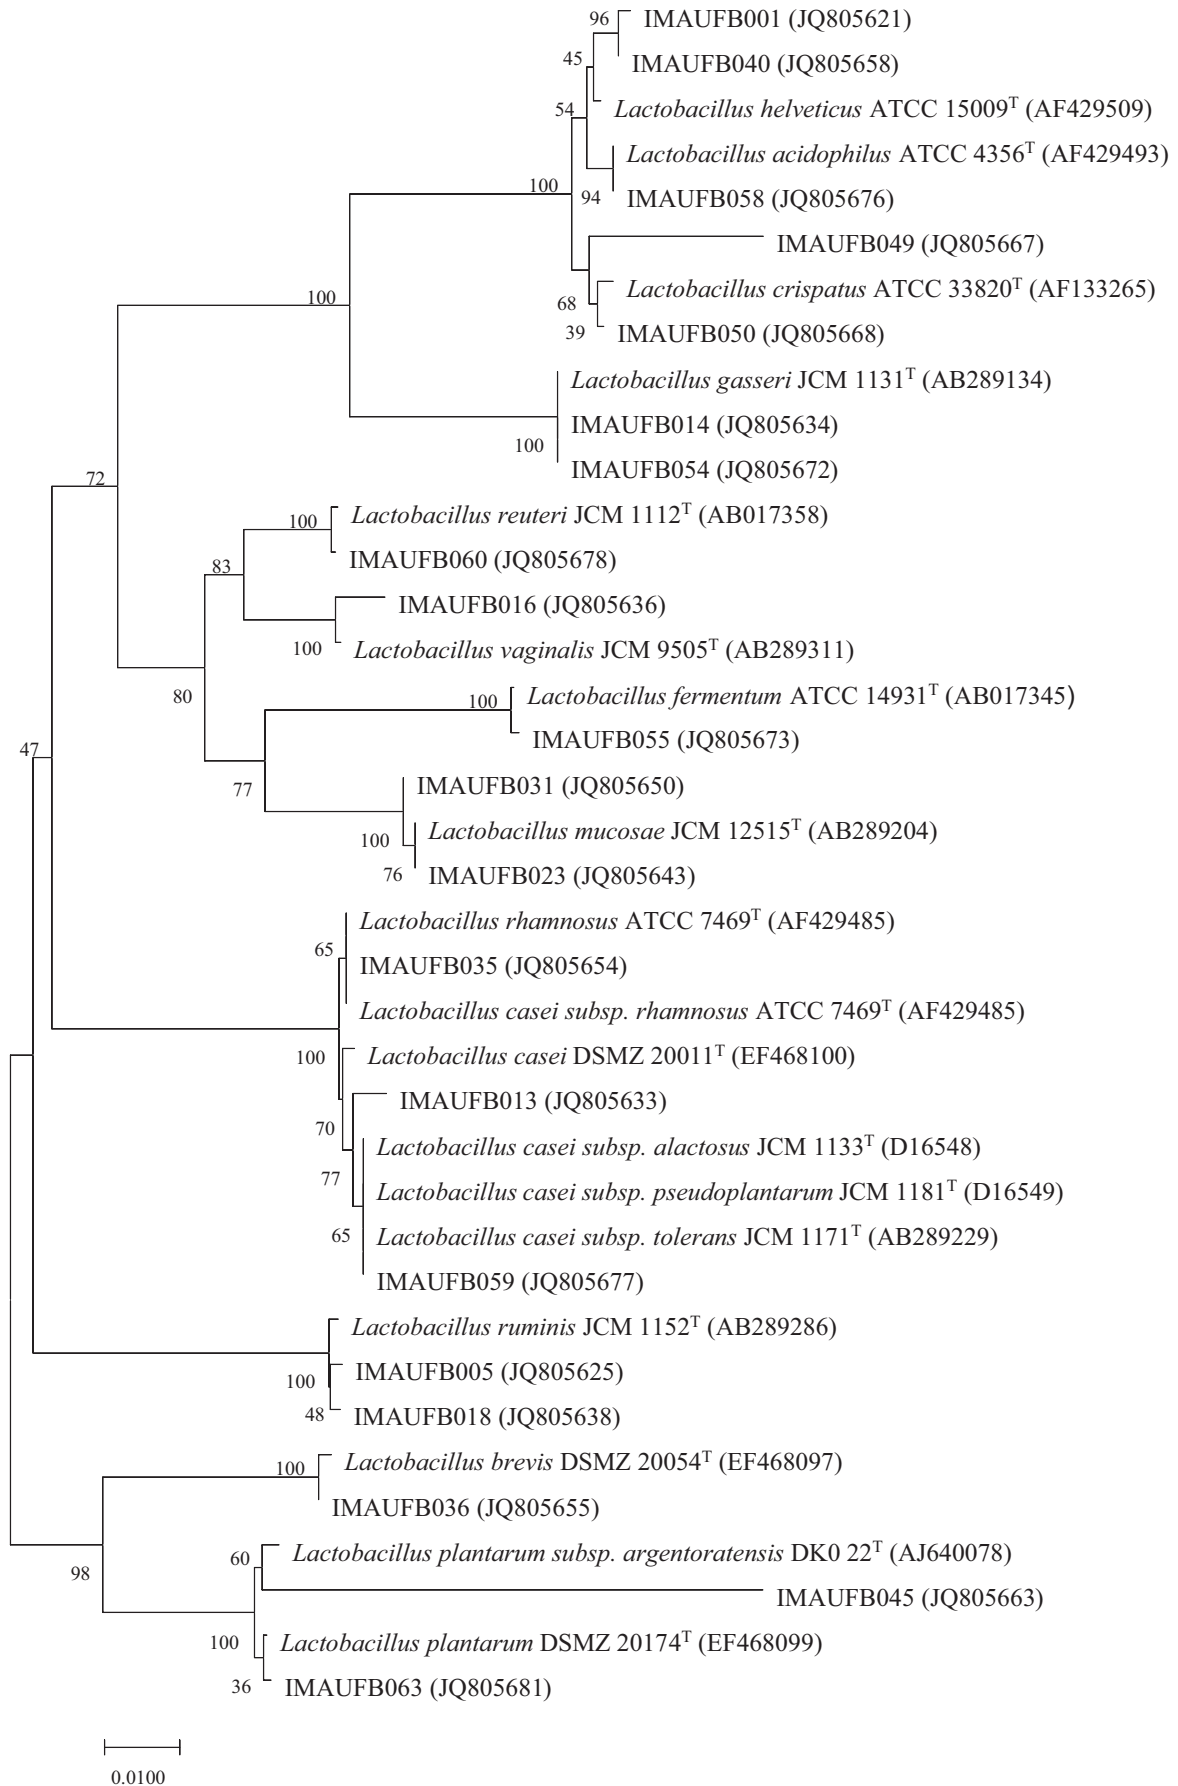 96 IMAUFB001 (JQ805621)
45 IMAUFB040 (JQ805658)
54 Lactobacillus helveticus ATCC 15009ᵀ (AF429509)
Lactobacillus acidophilus ATCC 4356ᵀ (AF429493)
100 94 IMAUFB058 (JQ805676)
IMAUFB049 (JQ805667)
100 68 Lactobacillus crispatus ATCC 33820ᵀ (AF133265)
39 IMAUFB050 (JQ805668)
Lactobacillus gasseri JCM 1131ᵀ (AB289134)
IMAUFB014 (JQ805634)
100
72 IMAUFB054 (JQ805672)
100 Lactobacillus reuteri JCM 1112ᵀ (AB017358)
83 IMAUFB060 (JQ805678)
IMAUFB016 (JQ805636)
100 Lactobacillus vaginalis JCM 9505ᵀ (AB289311)
80 100 Lactobacillus fermentum ATCC 14931ᵀ (AB017345)
47 IMAUFB055 (JQ805673)
77 IMAUFB031 (JQ805650)
100 Lactobacillus mucosae JCM 12515ᵀ (AB289204)
76 IMAUFB023 (JQ805643)
Lactobacillus rhamnosus ATCC 7469ᵀ (AF429485)
65 IMAUFB035 (JQ805654)
Lactobacillus casei subsp. rhamnosus ATCC 7469ᵀ (AF429485)
100 Lactobacillus casei DSMZ 20011ᵀ (EF468100)
IMAUFB013 (JQ805633)
70 Lactobacillus casei subsp. alactosus JCM 1133ᵀ (D16548)
77 Lactobacillus casei subsp. pseudoplantarum JCM 1181ᵀ (D16549)
65 Lactobacillus casei subsp. tolerans JCM 1171ᵀ (AB289229)
IMAUFB059 (JQ805677)
Lactobacillus ruminis JCM 1152ᵀ (AB289286)
100 IMAUFB005 (JQ805625)
48 IMAUFB018 (JQ805638)
100 Lactobacillus brevis DSMZ 20054ᵀ (EF468097)
IMAUFB036 (JQ805655)
60 Lactobacillus plantarum subsp. argentoratensis DK0 22ᵀ (AJ640078)
98 IMAUFB045 (JQ805663)
100 Lactobacillus plantarum DSMZ 20174ᵀ (EF468099)
36 IMAUFB063 (JQ805681)
0.0100